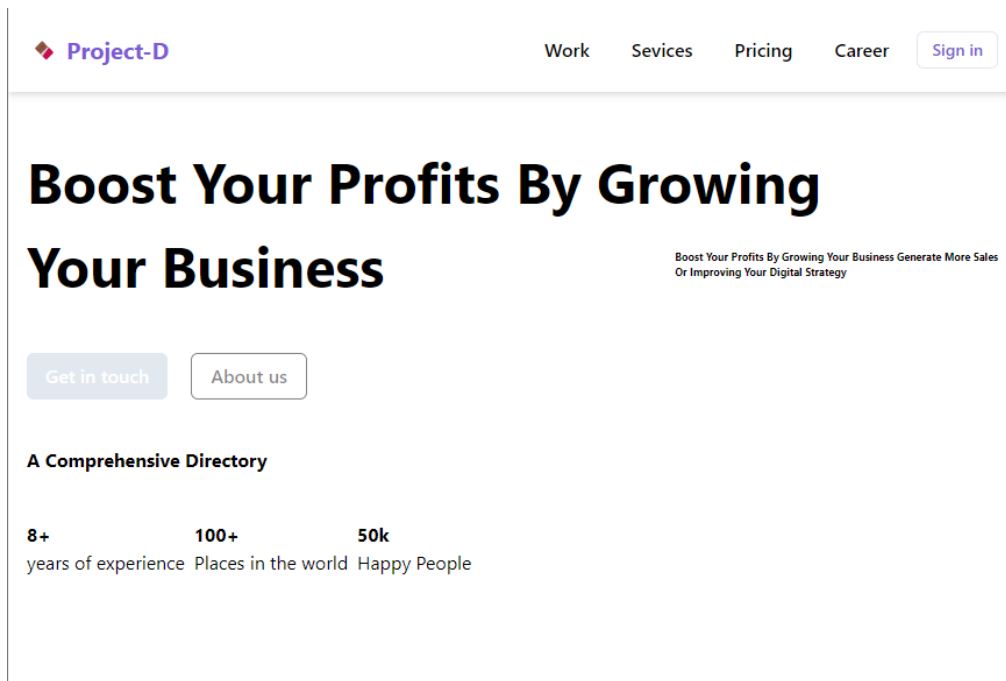 Project-D
Work Sevices Pricing Career Sign in
Boost Your Profits By Growing
Your Business
Boost Your Profits By Growing Your Business Generate More Sales
Or Improving Your Digital Strategy
Get in touch About us
A Comprehensive Directory
8+ 100+ 50k
years of experience Places in the world Happy People